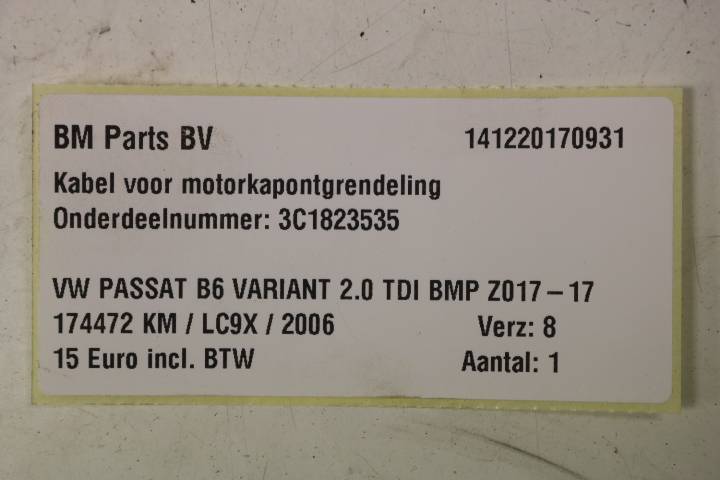 BM Parts BV 141220170931
Kabel voor motorkapontgrendeling
Onderdeelnummer: 3C1823535
VW PASSAT B6 VARIANT 2.0 TDI BMP Z017-17
174472 KM / LC9X / 2006 Verz: 8
15 Euro incl. BTW Aantal: 1